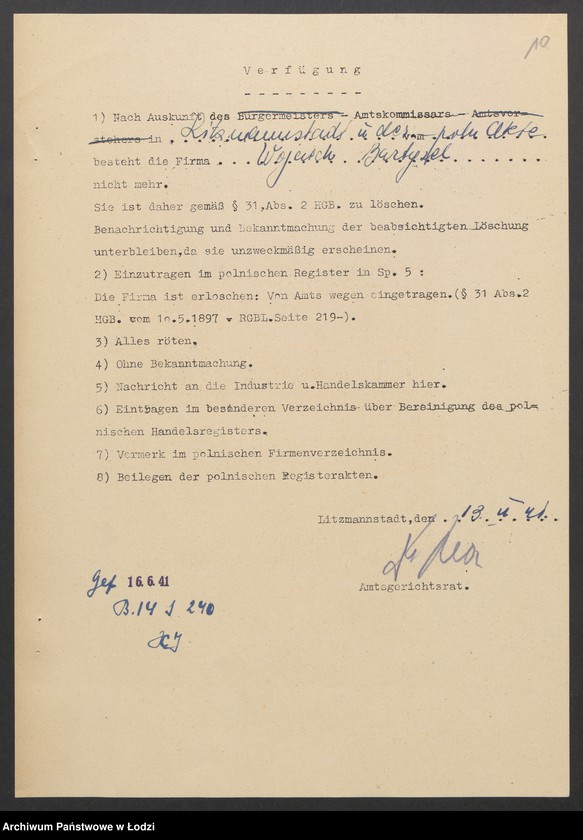 10
Verfügung
- - - - - - - - -
1) Nach Auskunft des Bürgermeisters - Amtskommissars - Amtsvor-
stehers in . Litzmannstadt u der poln Akte.
besteht die Firma . . . Wojciech Bartyzel . . . . . . . .
nicht mehr.
Sie ist daher gemäß § 31,Abs. 2 HGB. zu löschen.
Benachrichtigung und Bekanntmachung der beabsichtigten Löschung
unterbleiben,da sie unzweckmäßig erscheinen.
2) Einzutragen im polnischen Register in Sp. 5 :
Die Firma ist erloschen: Von Amts wegen eingetragen.(§ 31 Abs.2
HGB. vom 1o.5.1897 - RGBL.Seite 219-).
3) Alles röten.
4) Ohne Bekanntmachung.
5) Nachricht an die Industrie u.Handelskammer hier.
6) Eintragen im besonderen Verzeichnis über Bereinigung des pol-
nischen Handelsregisters.
7) Vermerk im polnischen Firmenverzeichnis.
8) Beilegen der polnischen Registerakten.
Litzmannstadt,den . 13. 5. 41.
Amtsgerichtsrat.
Gef 16.6.41
B.14 J 240
Archiwum Państwowe w Łodzi